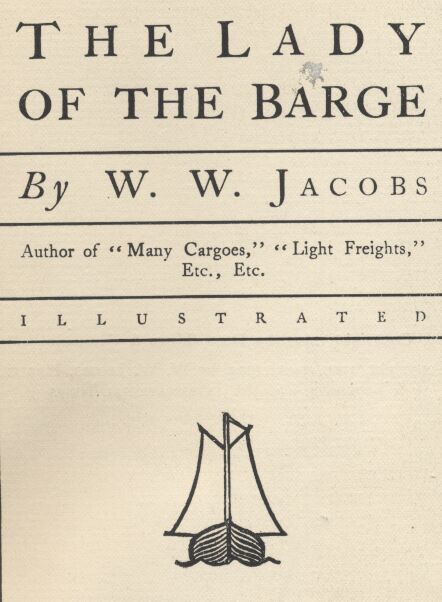 THE LADY
OF THE BARGE
By W. W. JACOBS
Author of "Many Cargoes," "Light Freights,"
Etc., Etc.
ILLUSTRATED